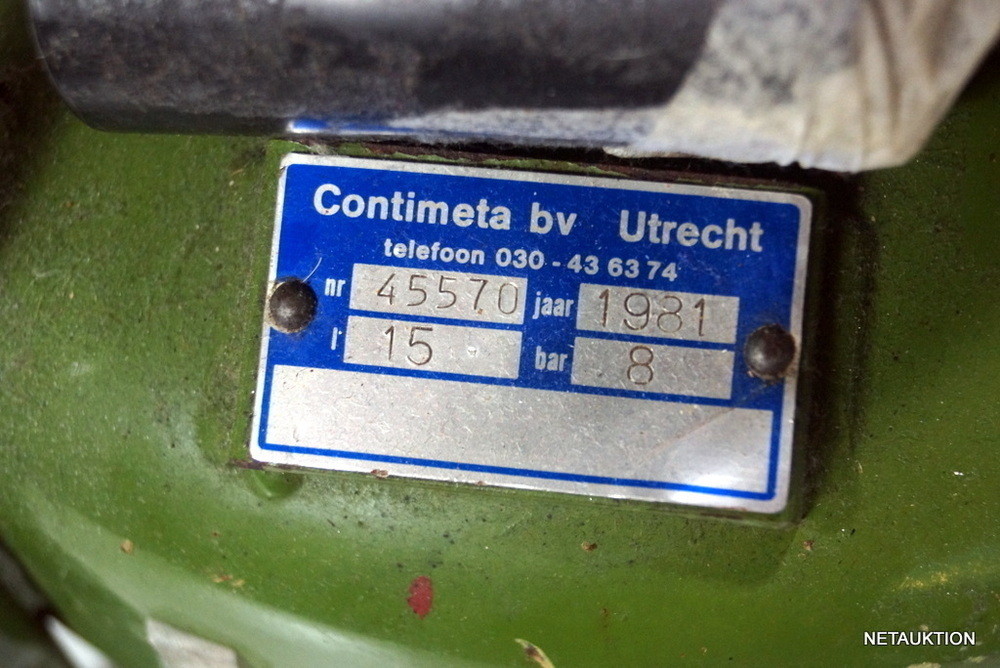 Contimeta bv Utrecht
telefoon 030 - 43 63 74
nr 45570 jaar 1981
l 15 bar 8
NETAUKTION